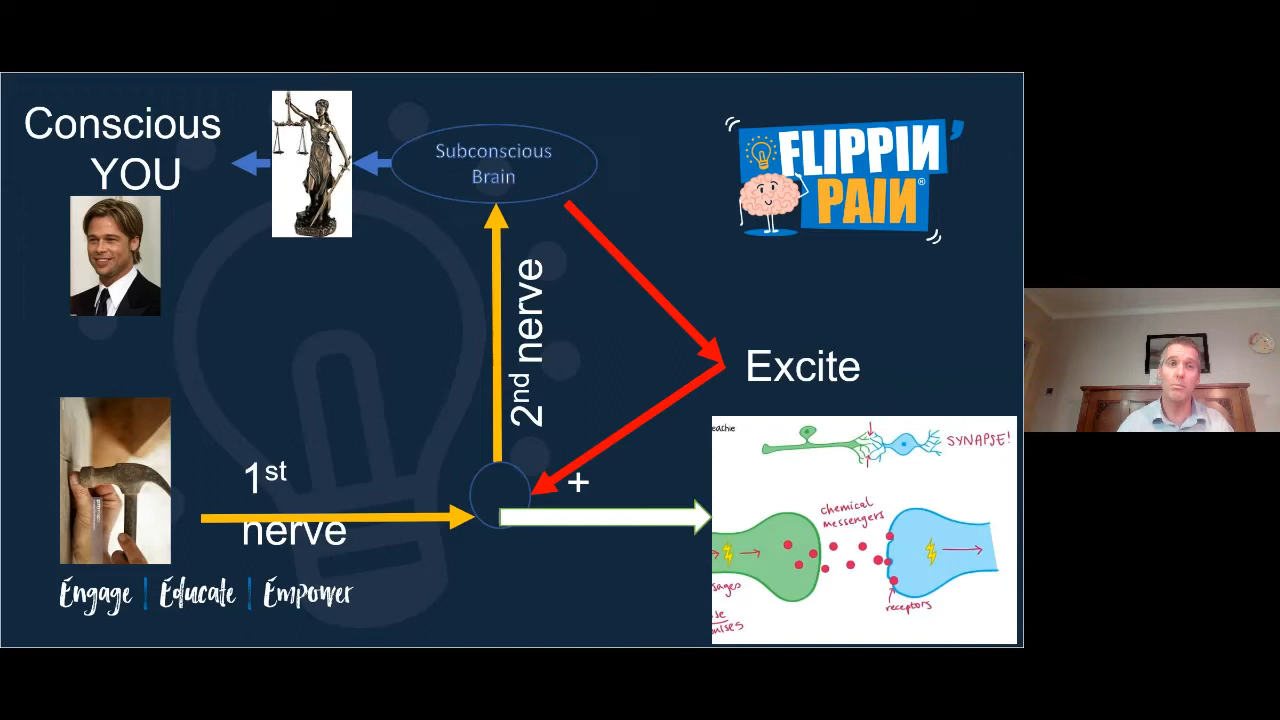 Conscious
YOU
Subconscious
Brain
FLIPPIN'
PAIN®
2nd nerve
Excite
1st
nerve
+
SYNAPSE!
chemical
messengers
receptors
Engage | Educate | Empower